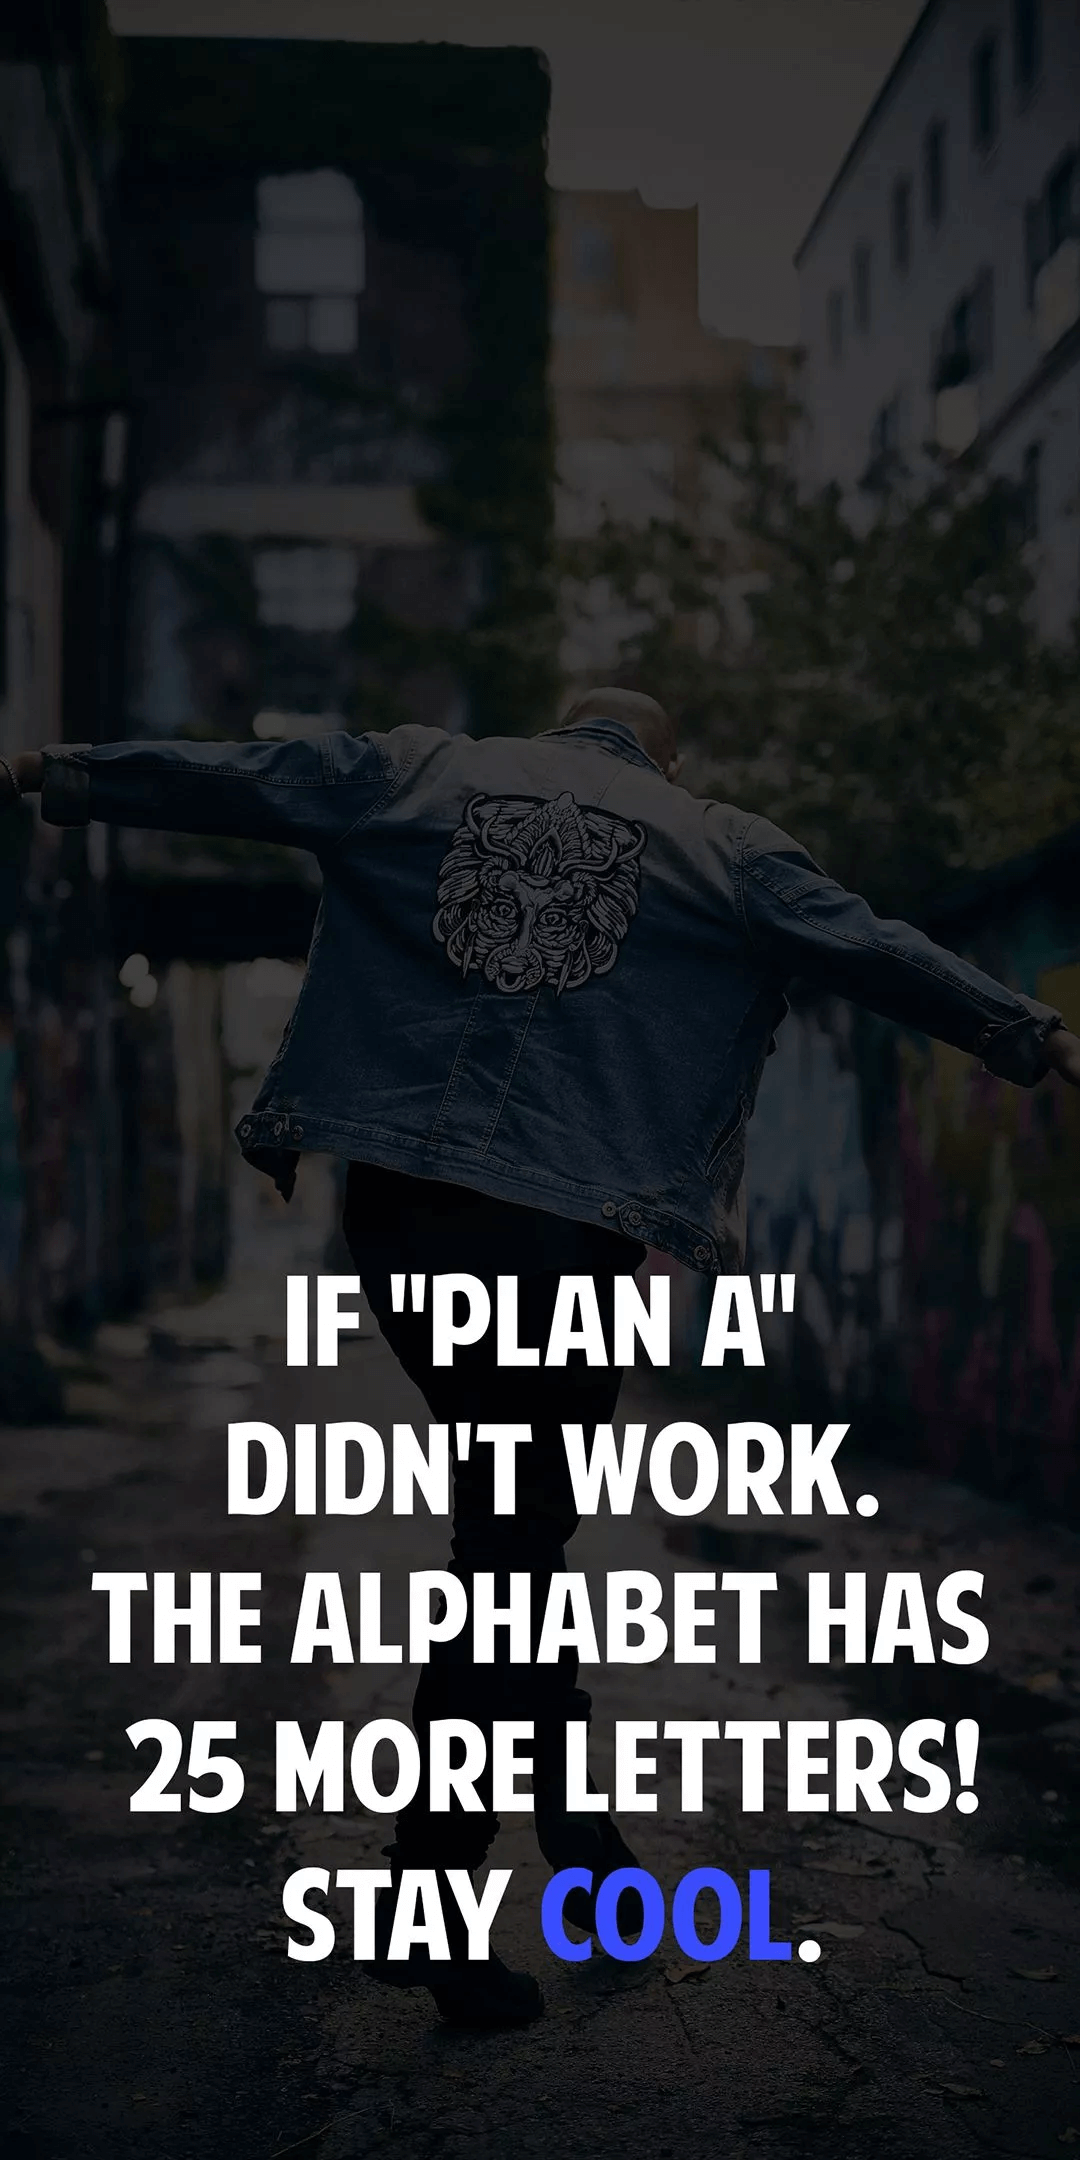 IF "PLAN A"
DIDN'T WORK.
THE ALPHABET HAS
25 MORE LETTERS!
STAY COOL.